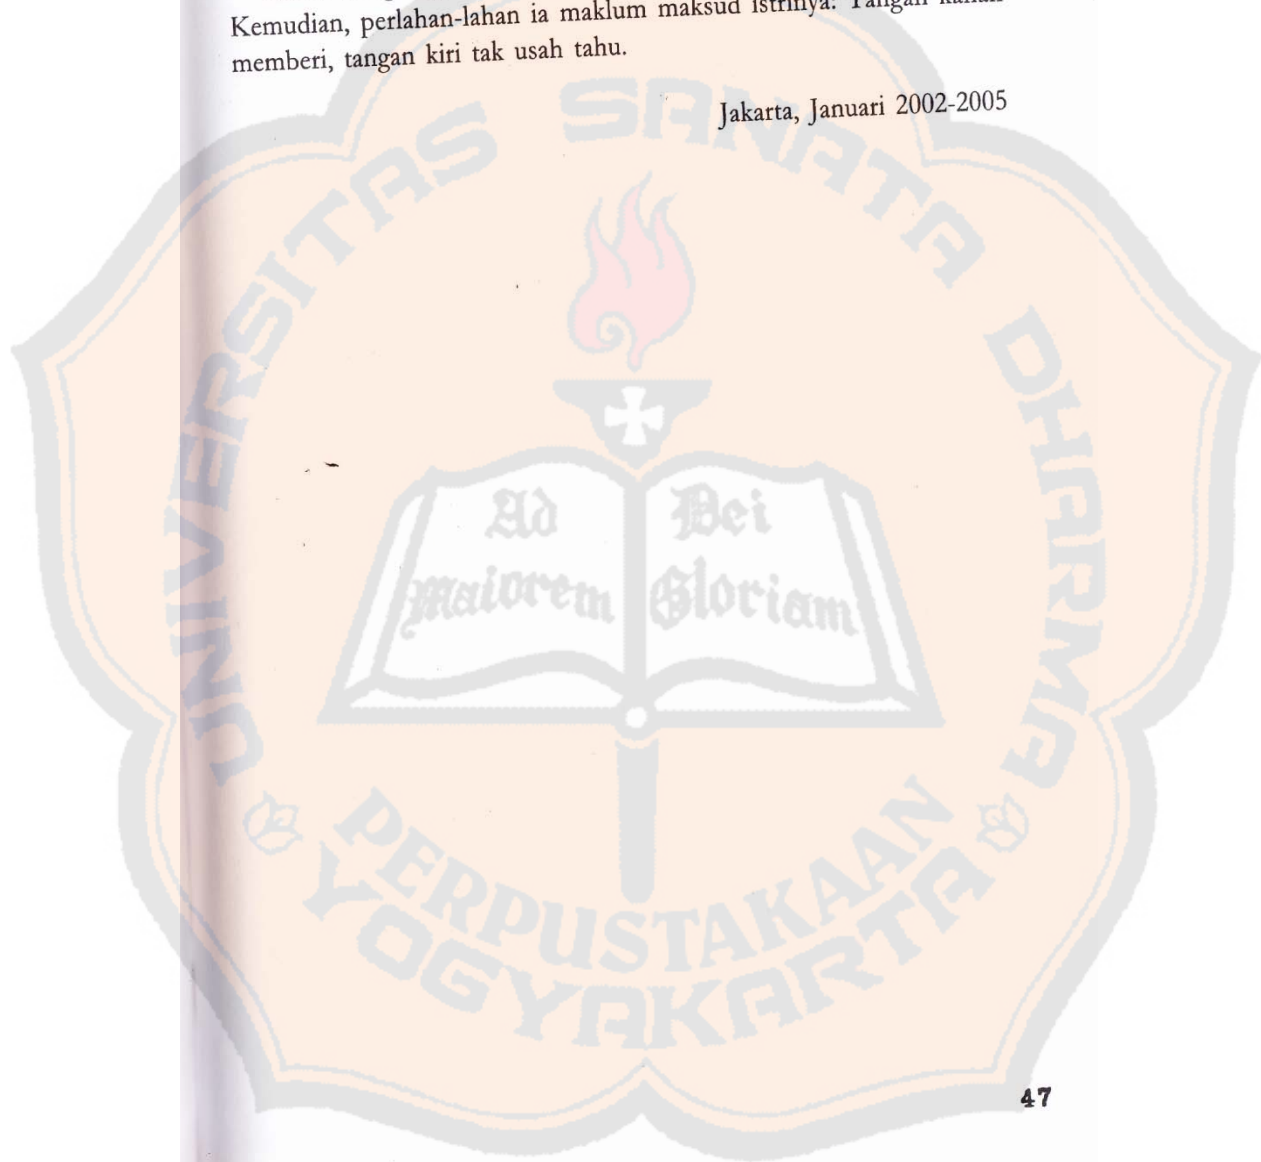 Kemudian, perlahan-lahan ia maklum maksud istrinya: Tangan kanan
memberi, tangan kiri tak usah tahu.
Jakarta, Januari 2002-2005
UNIVERSITAS SANATA DHARMA
Ad Dei
maiorem Gloriam
PERPUSTAKAAN
YOGYAKARTA
47